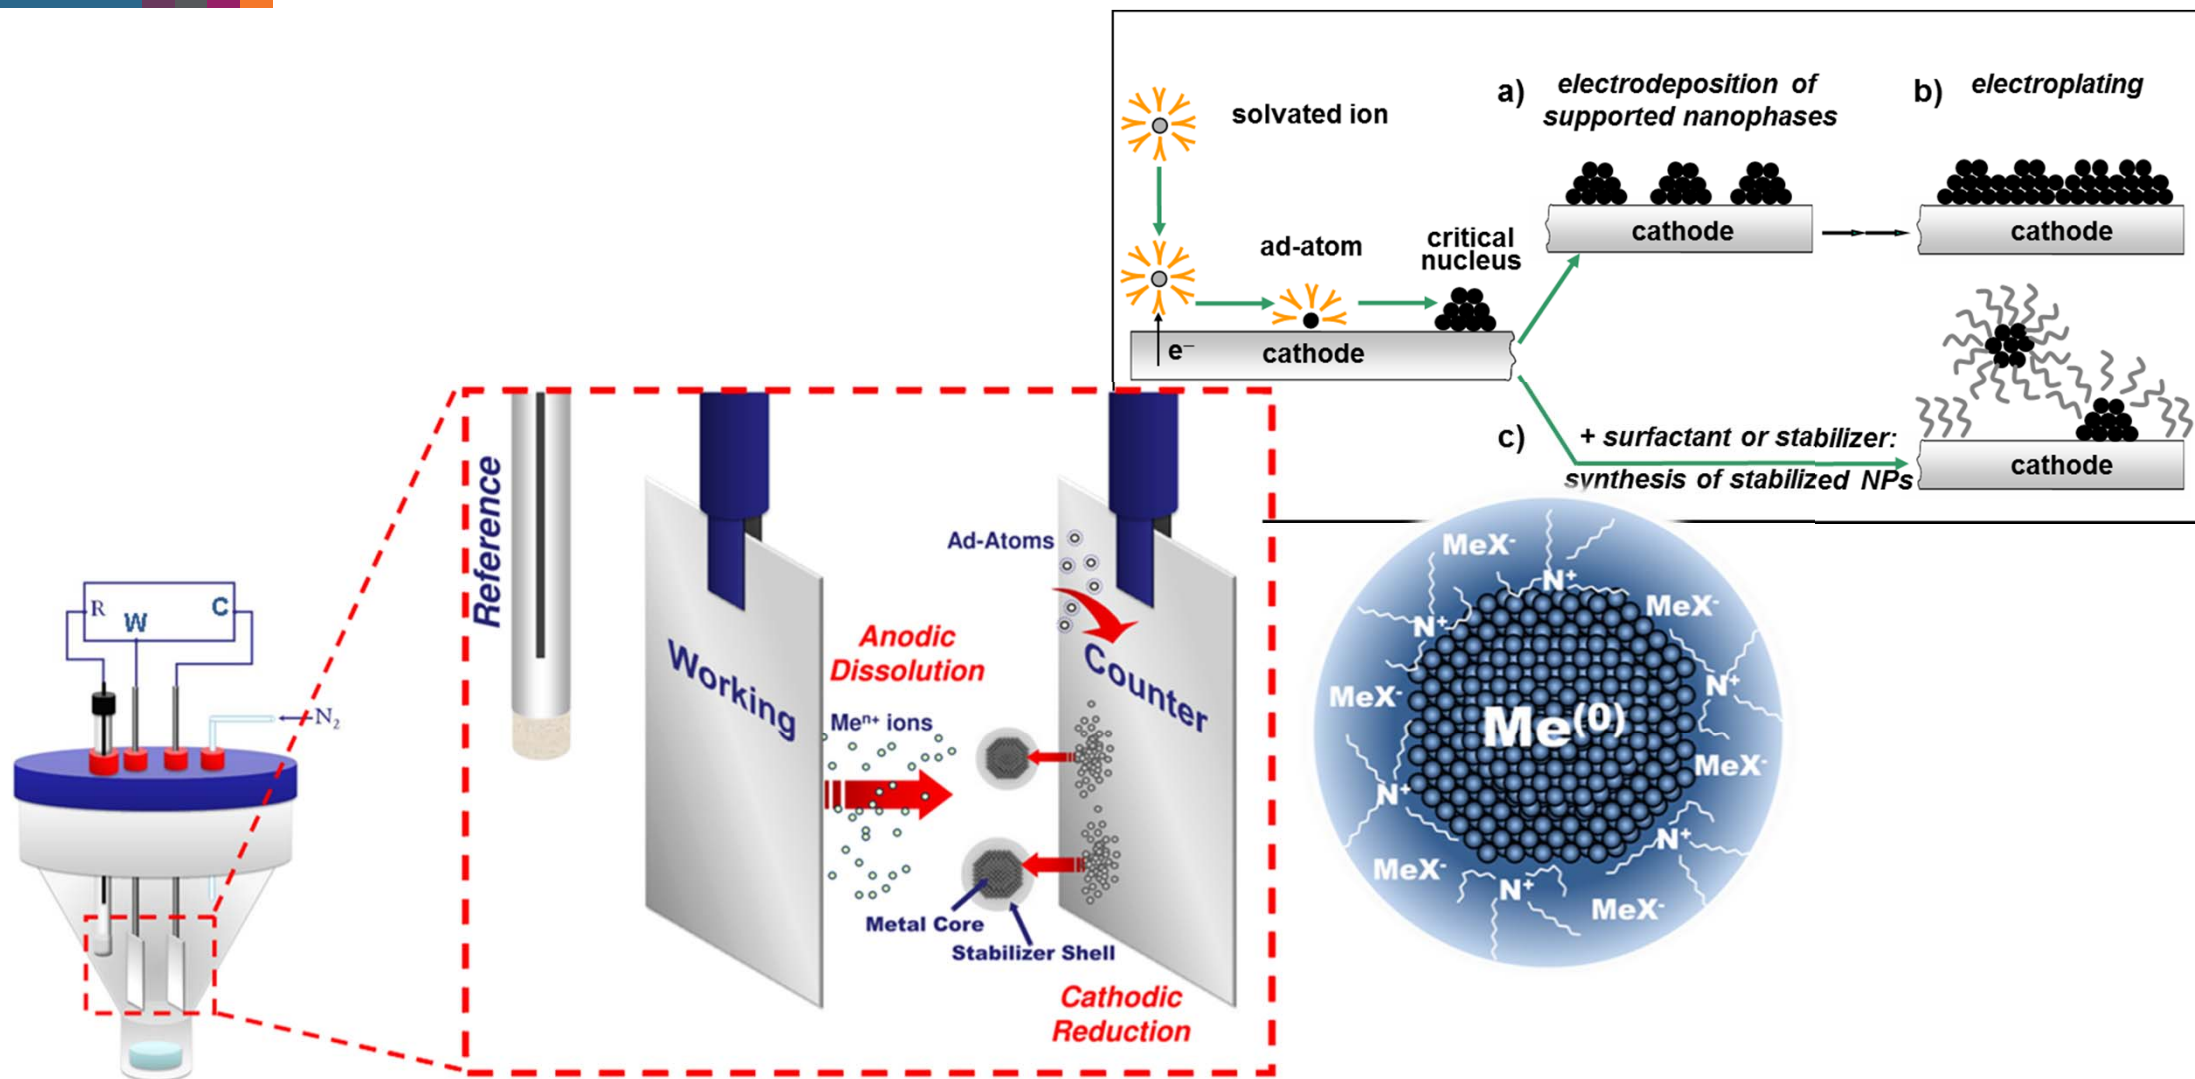 solvated ion
a) electrodeposition of
supported nanophases
b) electroplating
cathode
cathode
ad-atom
critical
nucleus
e–
cathode
c) + surfactant or stabilizer:
synthesis of stabilized NPs
cathode
R
W
C
N2
Reference
Working
Anodic
Dissolution
Meⁿ⁺ ions
Ad-Atoms
Counter
Metal Core
Stabilizer Shell
Cathodic
Reduction
MeX-
N+
MeX-
N+
MeX-
N+
Me(0)
MeX-
N+
N+
MeX-
N+
MeX-